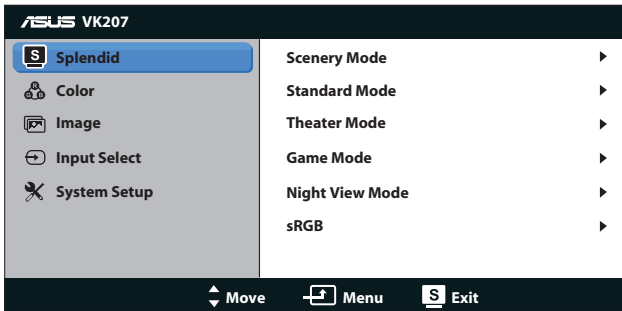 ASUS VK207
S Splendid
Color
Image
Input Select
System Setup
Scenery Mode
Standard Mode
Theater Mode
Game Mode
Night View Mode
sRGB
Move Menu S Exit